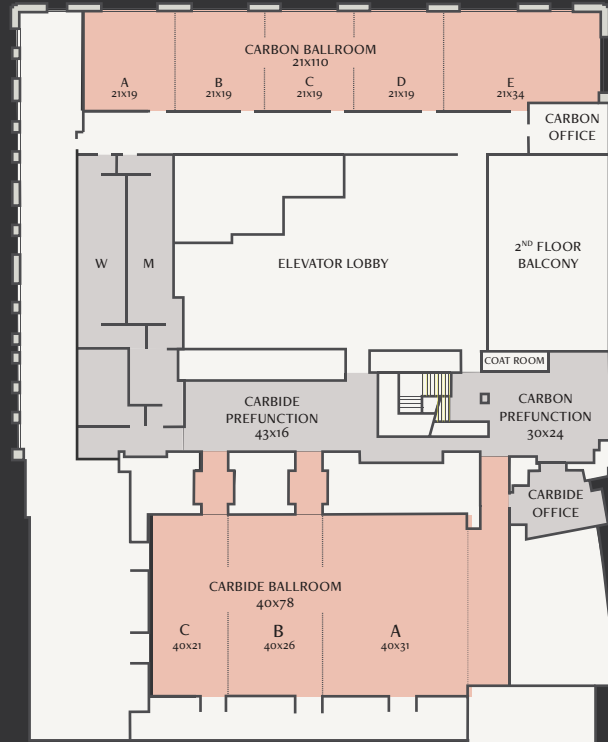 CARBON BALLROOM
21x110
A
21x19
B
21x19
C
21x19
D
21x19
E
21x34
CARBON
OFFICE
W
M
ELEVATOR LOBBY
2ND FLOOR
BALCONY
COAT ROOM
CARBIDE
PREFUNCTION
43x16
CARBON
PREFUNCTION
30x24
CARBIDE
OFFICE
CARBIDE BALLROOM
40x78
C
40x21
B
40x26
A
40x31